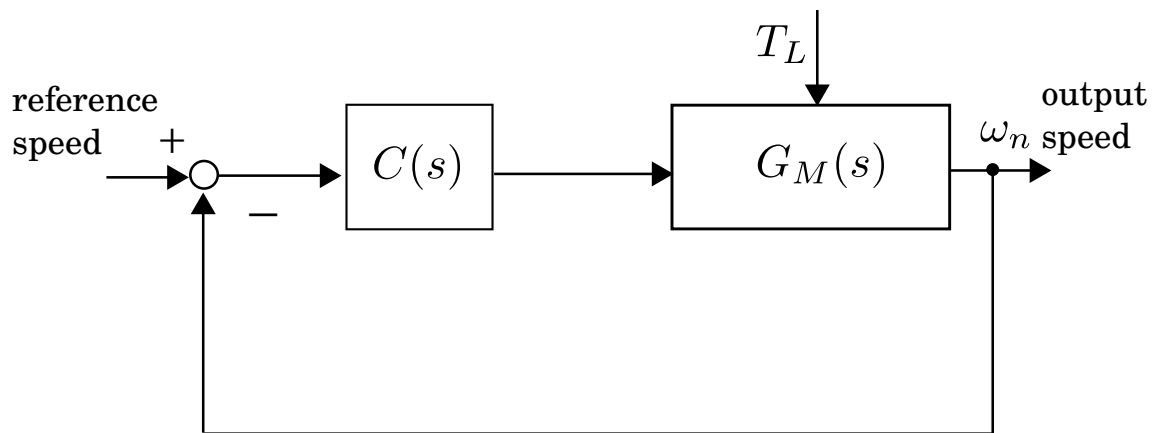 T_L
reference
speed
+
−
C(s)
G_M(s)
ω_n
output
speed